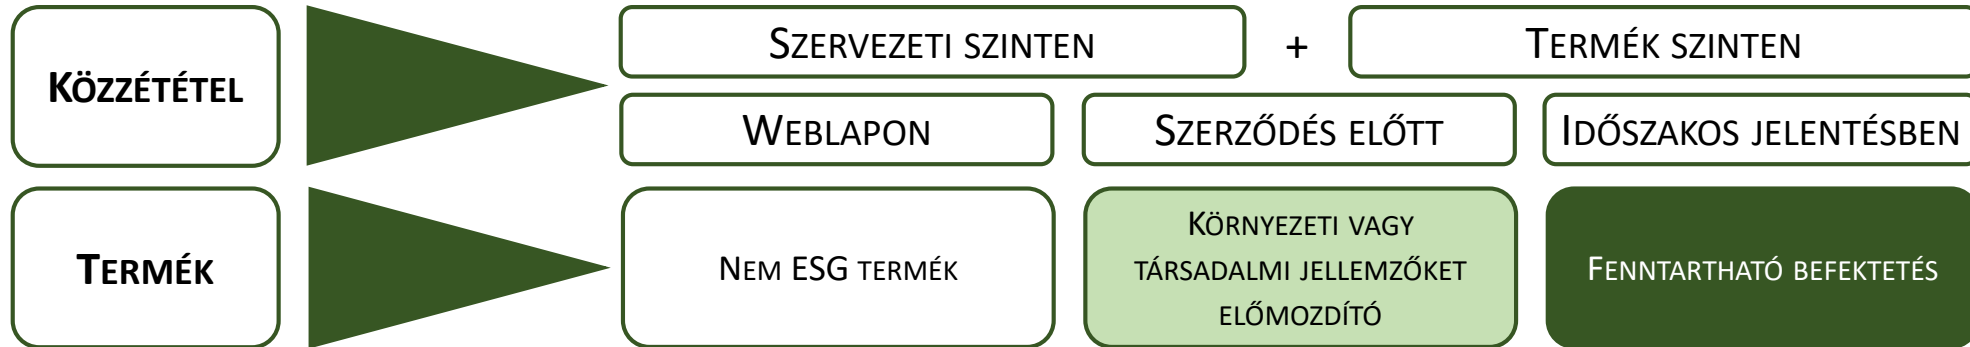 KÖZZÉTÉTEL
SZERVEZETI SZINTEN
+
TERMÉK SZINTEN
WEBLAPON
SZERZŐDÉS ELŐTT
IDŐSZAKOS JELENTÉSBEN
TERMÉK
NEM ESG TERMÉK
KÖRNYEZETI VAGY
TÁRSADALMI JELLEMZŐKET
ELŐMOZDÍTÓ
FENNTARTHATÓ BEFEKTETÉS